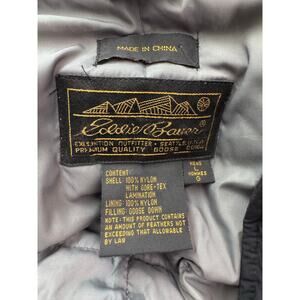 MADE IN CHINA
Eddie Bauer
EXPEDITION OUTFITTER · SEATTLE, U.S.A.
PREMIUM QUALITY GOOSE DOWN
MENS
L
HOMMES
G
CONTENT:
SHELL: 100% NYLON
WITH GORE-TEX
LAMINATION
LINING: 100% NYLON
FILLING: GOOSE DOWN
NOTE: THIS PRODUCT CONTAINS
AN AMOUNT OF FEATHERS NOT
EXCEEDING THAT ALLOWABLE
BY LAW